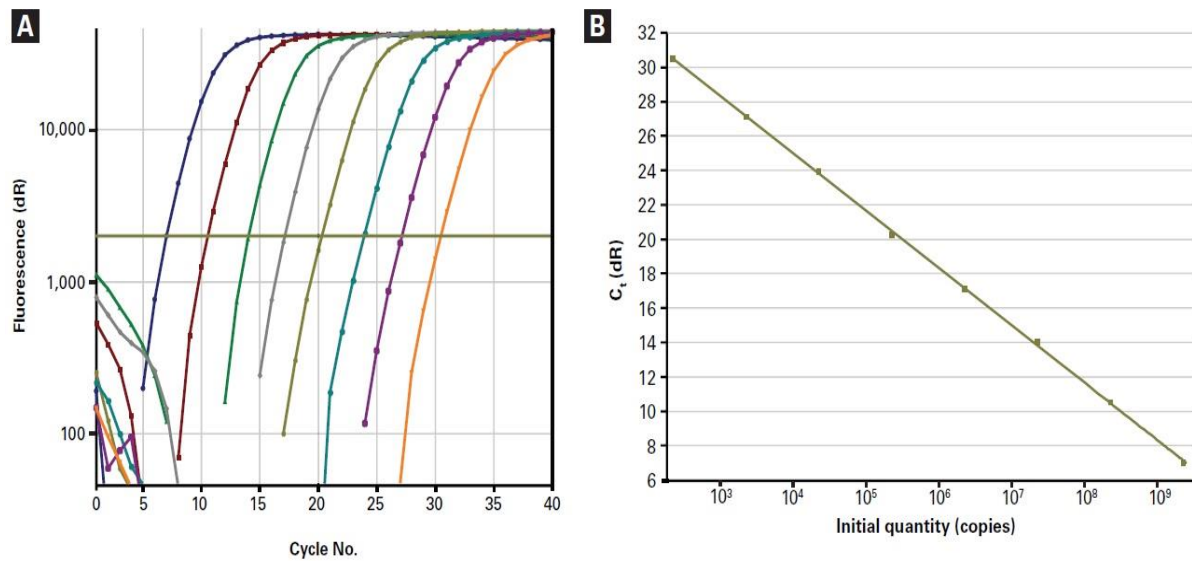 A
Fluorescence (dR)
10,000
1,000
100
0 5 10 15 20 25 30 35 40
Cycle No.
B
Cₜ (dR)
32
30
28
26
24
22
20
18
16
14
12
10
8
6
10³ 10⁴ 10⁵ 10⁶ 10⁷ 10⁸ 10⁹
Initial quantity (copies)